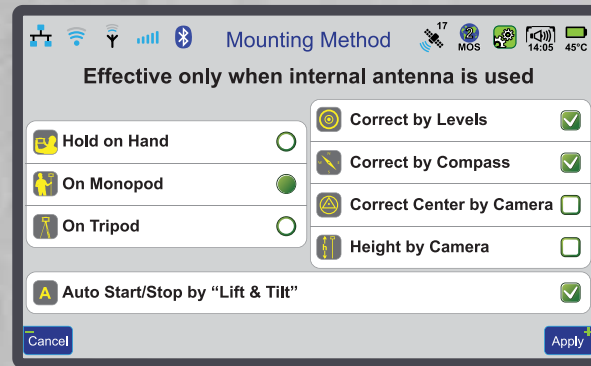 Mounting Method
17
2
MOS
14:05
45°C
Effective only when internal antenna is used
Hold on Hand
On Monopod
On Tripod
Correct by Levels
Correct by Compass
Correct Center by Camera
h
Height by Camera
A Auto Start/Stop by “Lift & Tilt”
Cancel
Apply